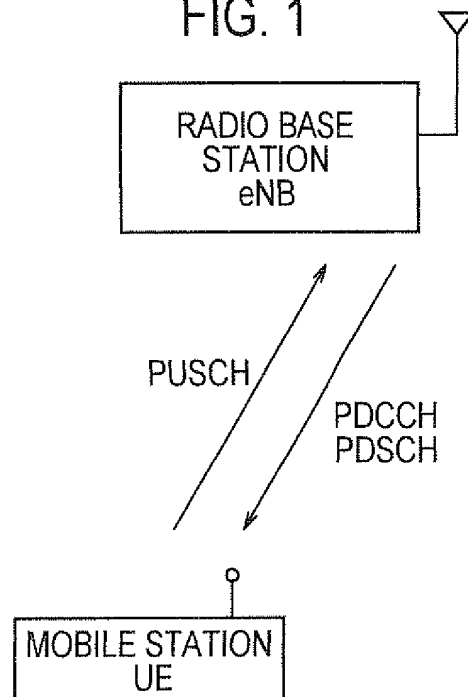 FIG. 1
RADIO BASE
STATION
eNB
PUSCH
PDCCH
PDSCH
MOBILE STATION
UE